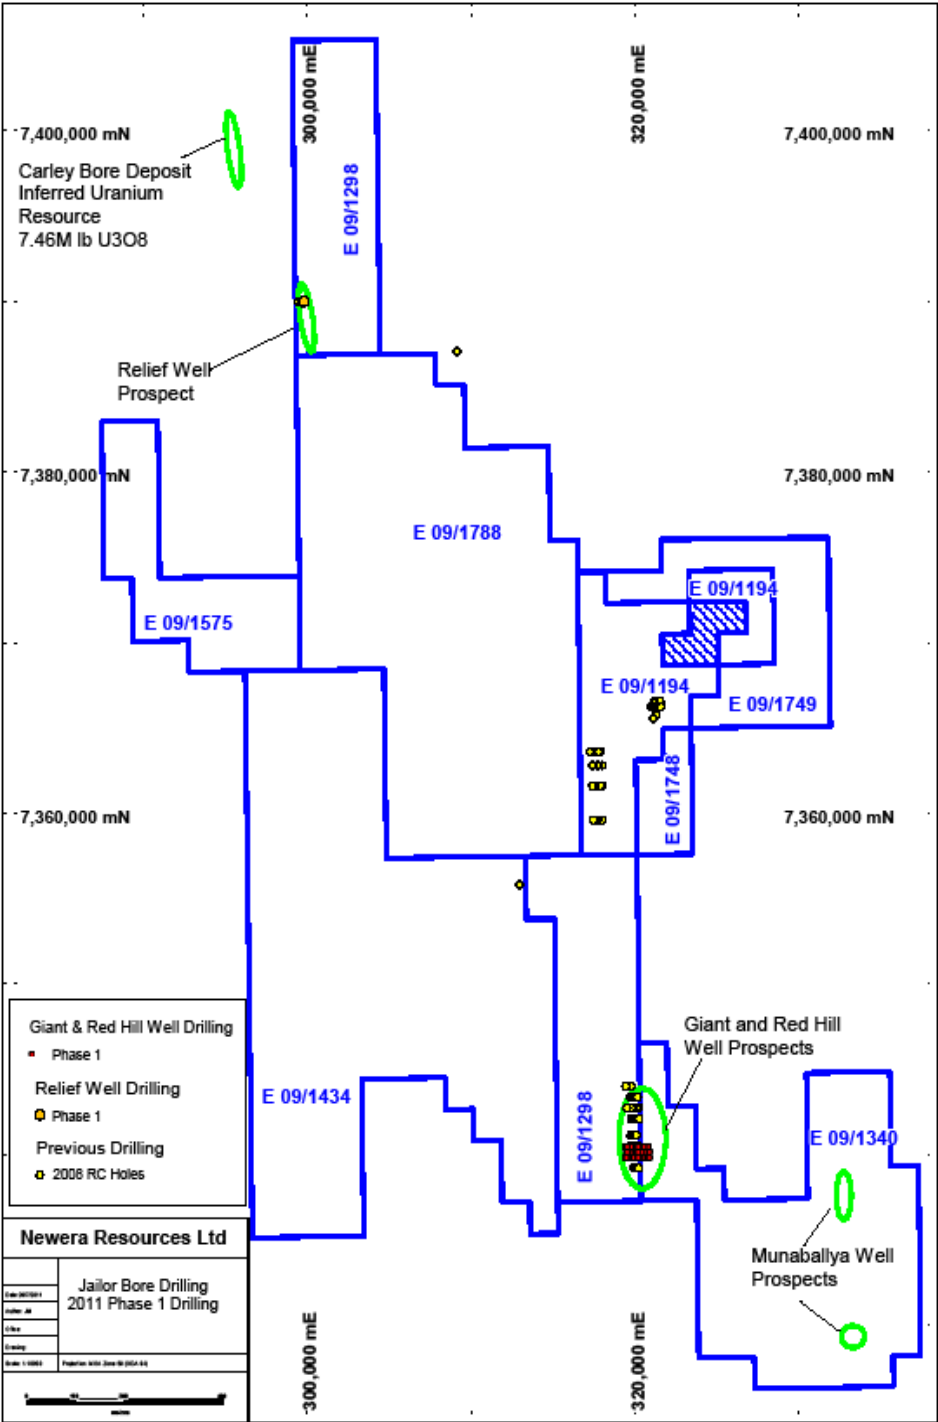 300,000 mE
320,000 mE
7,400,000 mN
7,400,000 mN
Carley Bore Deposit
Inferred Uranium
Resource
7.46M lb U3O8
E 09/1298
Relief Well
Prospect
7,380,000 mN
7,380,000 mN
E 09/1788
E 09/1194
E 09/1575
E 09/1194
E 09/1749
E 09/1748
7,360,000 mN
7,360,000 mN
Giant & Red Hill Well Drilling
Phase 1
Relief Well Drilling
Phase 1
Previous Drilling
2008 RC Holes
Giant and Red Hill
Well Prospects
E 09/1434
E 09/1298
E 09/1340
Munaballya Well
Prospects
Newera Resources Ltd
Jailor Bore Drilling
2011 Phase 1 Drilling
300,000 mE
320,000 mE